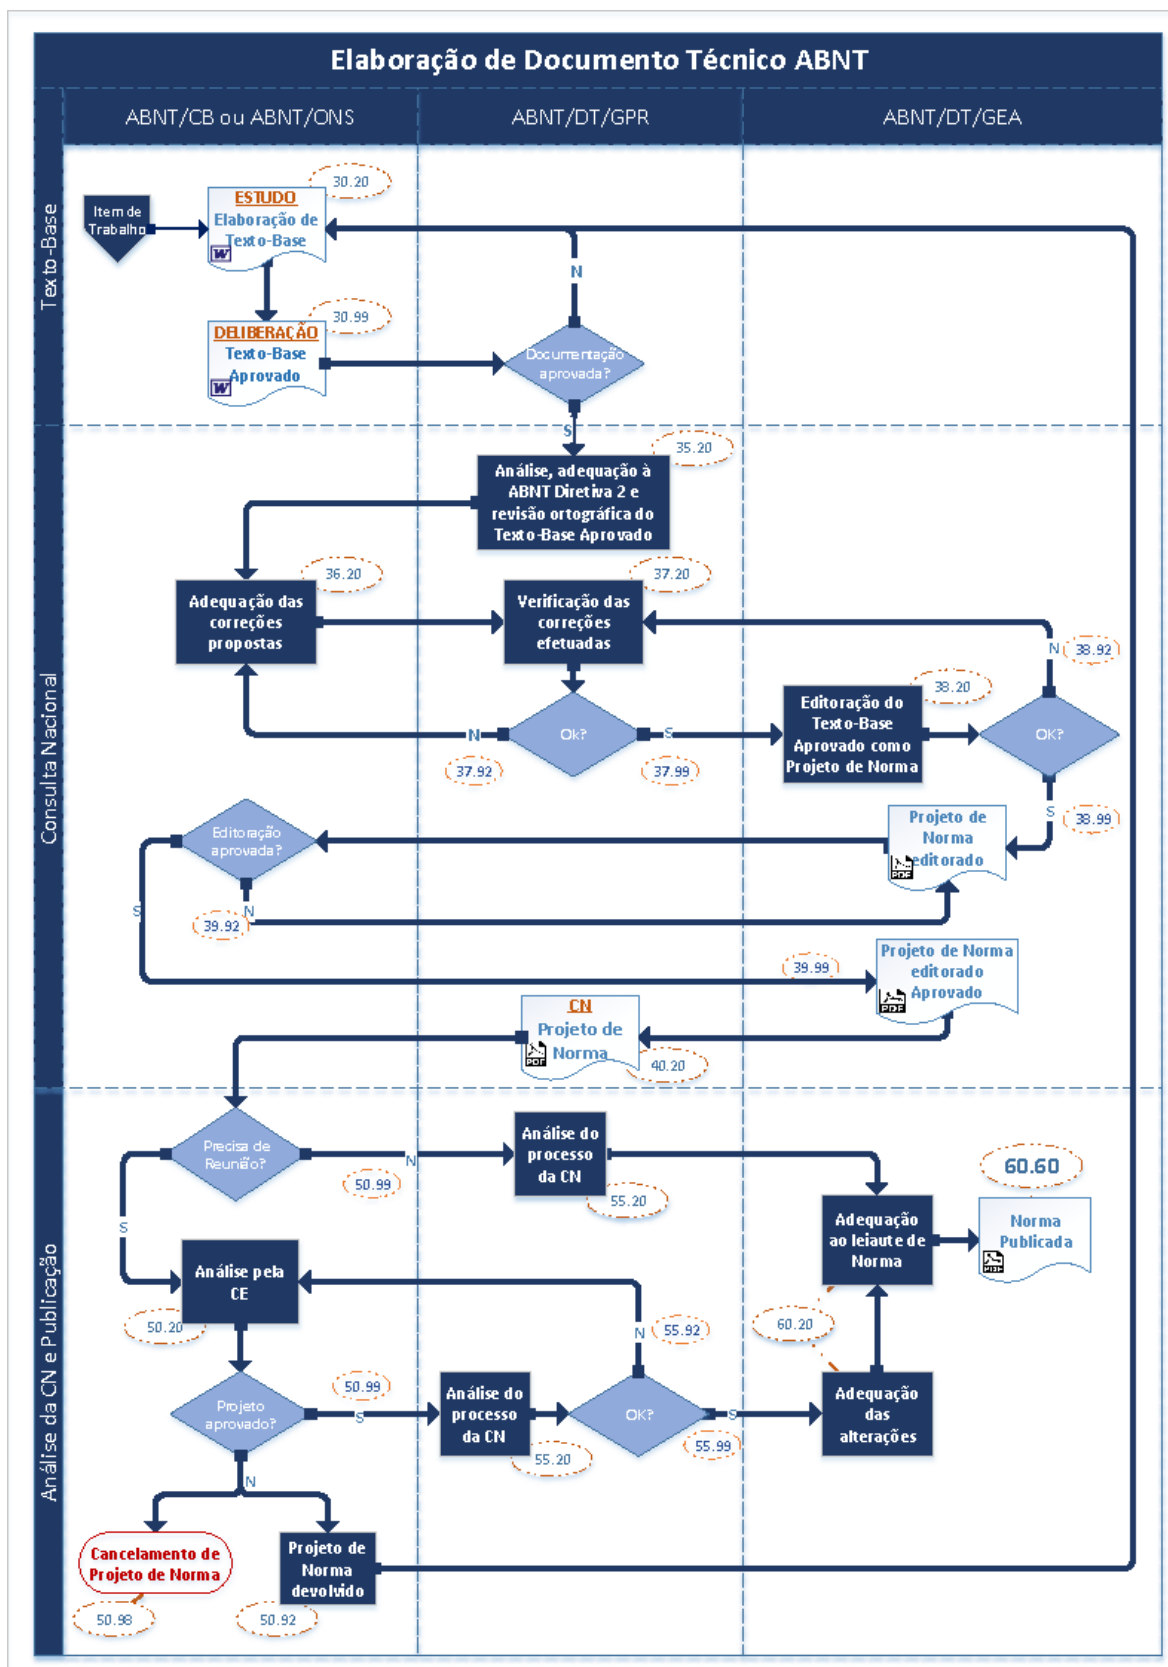 Elaboração de Documento Técnico ABNT
ABNT/CB ou ABNT/ONS
ABNT/DT/GPR
ABNT/DT/GEA
Texto-Base
Item de
Trabalho
30.20
ESTUDO
Elaboração de
Texto-Base
W
30.99
DELIBERAÇÃO
Texto-Base
Aprovado
W
N
Documentação
aprovada?
S
Consulta Nacional
35.20
Análise, adequação à
ABNT Diretiva 2 e
revisão ortográfica do
Texto-Base Aprovado
36.20
Adequação das
correções
propostas
37.20
Verificação das
correções
efetuadas
N
38.92
38.20
Editoração do
Texto-Base
Aprovado como
Projeto de Norma
OK?
N
Ok?
S
37.92
37.99
S
38.99
Editoração
aprovada?
Projeto de
Norma
editorado
PDF
S
N
39.92
39.99
Projeto de Norma
editorado
Aprovado
PDF
CN
Projeto de
Norma
PDF
40.20
Análise da CN e Publicação
Precisa de
Reunião?
N
50.99
Análise do
processo
da CN
55.20
60.60
Norma
Publicada
PDF
Adequação
ao leiaute de
Norma
S
Análise pela
CE
50.20
N
55.92
60.20
Projeto
aprovado?
50.99
S
Análise do
processo
da CN
55.20
OK?
S
55.99
Adequação
das
alterações
N
Cancelamento de
Projeto de Norma
50.98
Projeto de
Norma
devolvido
50.92